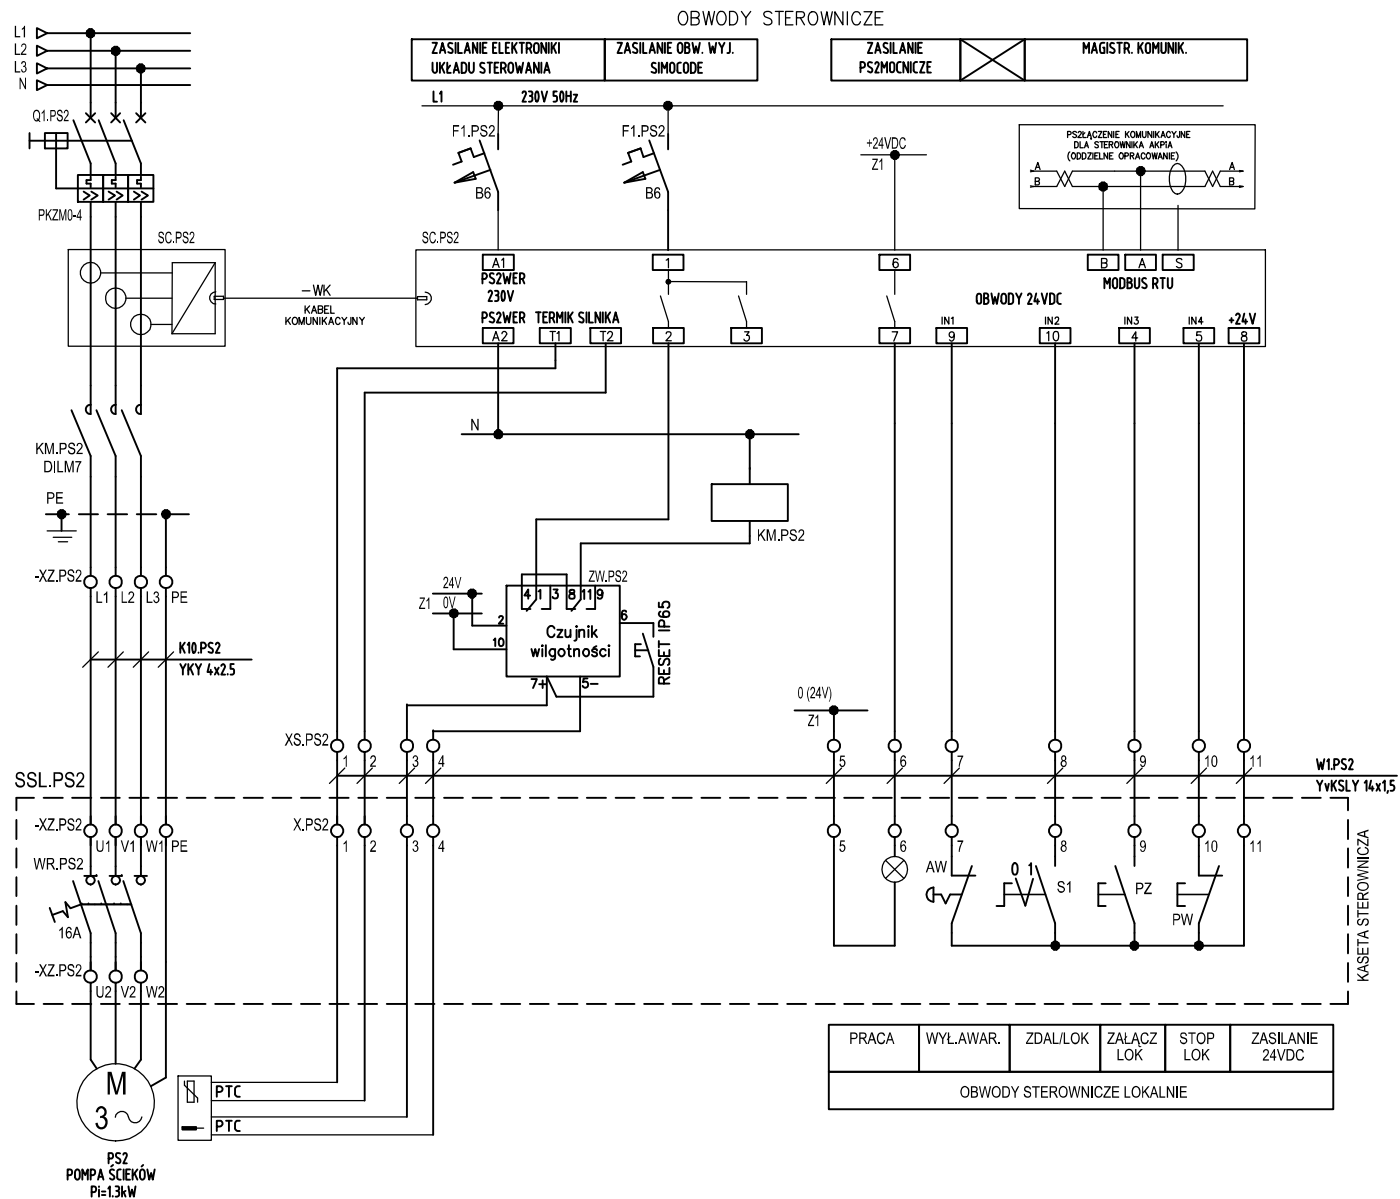 OBWODY STEROWNICZE
ZASILANIE ELEKTRONIKI
UKŁADU STEROWANIA
ZASILANIE OBW. WYJ.
SIMOCODE
ZASILANIE
PS2MOCNICZE
MAGISTR. KOMUNIK.
L1
L2
L3
N
Q1.PS2
PKZM0-4
L1
230V 50Hz
F1.PS2
B6
F1.PS2
B6
+24VDC
Z1
PS2ŁĄCZENIE KOMUNIKACYJNE
DLA STEROWNIKA AKPIA
(ODDZIELNE OPRACOWANIE)
A
B
A
B
SC.PS2
-WK
KABEL
KOMUNIKACYJNY
SC.PS2
A1
PS2WER
230V
PS2WER
A2
TERMIK SILNIKA
T1
T2
1
2
3
6
7
OBWODY 24VDC
B
A
S
MODBUS RTU
IN1
9
IN2
10
IN3
4
IN4
5
+24V
8
N
KM.PS2
DILM7
PE
KM.PS2
-XZ.PS2
L1
L2
L3
PE
K10.PS2
YKY 4x2.5
24V
Z1
0V
ZW.PS2
4
1
3
8
11
9
2
10
6
Czujnik
wilgotności
7+
5-
RESET IP65
0 (24V)
Z1
XS.PS2
1
2
3
4
5
6
7
8
9
10
11
W1.PS2
YvKSLY 14x1,5
SSL.PS2
-XZ.PS2
U1
V1
W1
PE
X.PS2
1
2
3
4
5
6
7
8
9
10
11
WR.PS2
16A
AW
0 1
S1
PZ
PW
KASETA STEROWNICZA
-XZ.PS2
U2
V2
W2
M
3
PTC
PTC
PS2
POMPA ŚCIEKÓW
Pi=1.3kW
PRACA
WYŁ.AWAR.
ZDAL/LOK
ZAŁĄCZ
LOK
STOP
LOK
ZASILANIE
24VDC
OBWODY STEROWNICZE LOKALNIE